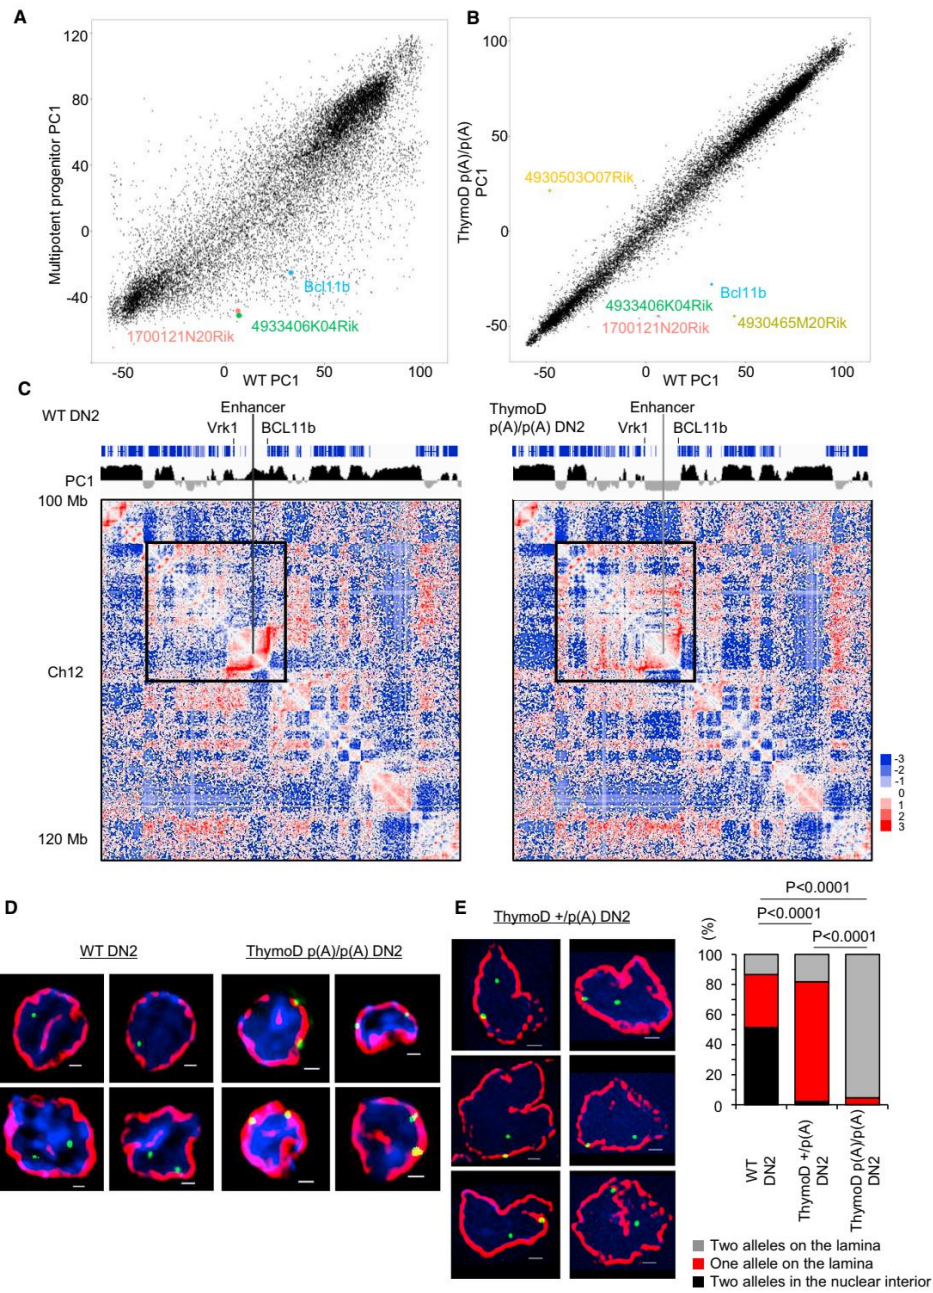 A
120
80
40
0
-40
Multipotent progenitor PC1
Bcl11b
4933406K04Rik
1700121N20Rik
-50
0
50
100
WT PC1
B
100
50
0
-50
ThymoD p(A)/p(A)
PC1
4930503O07Rik
Bcl11b
4933406K04Rik
4930465M20Rik
1700121N20Rik
-50
0
50
100
WT PC1
C
WT DN2
Enhancer
Vrk1
BCL11b
PC1
100 Mb
Ch12
120 Mb
ThymoD
p(A)/p(A) DN2
Enhancer
Vrk1
BCL11b
-3
-2
-1
0
1
2
3
D
WT DN2
ThymoD p(A)/p(A) DN2
E
ThymoD +/p(A) DN2
P<0.0001
P<0.0001
P<0.0001
(%)
100
80
60
40
20
0
WT
DN2
ThymoD +/p(A)
DN2
ThymoD p(A)/p(A)
DN2
Two alleles on the lamina
One allele on the lamina
Two alleles in the nuclear interior